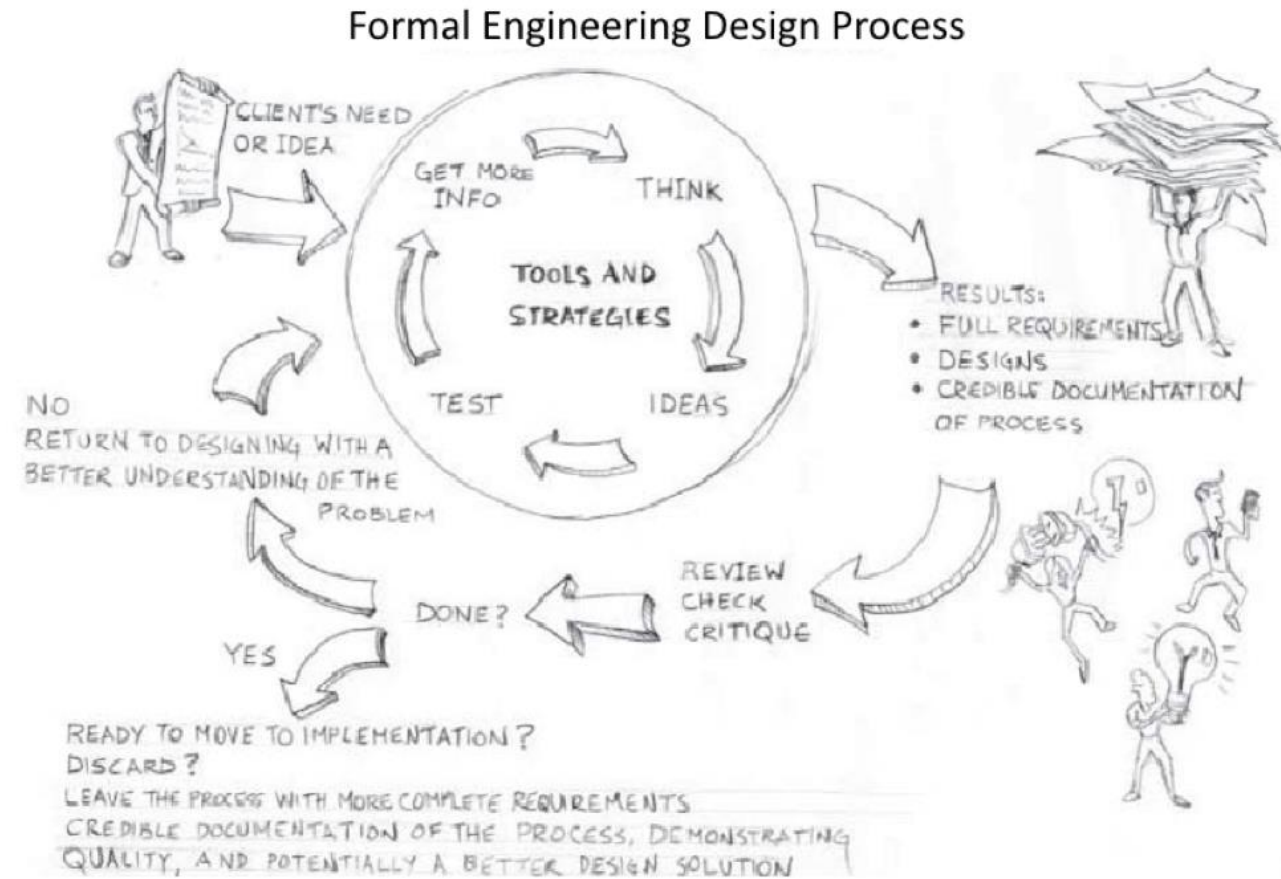 Formal Engineering Design Process
CLIENT'S NEED
OR IDEA
GET MORE
INFO
THINK
TOOLS AND
STRATEGIES
TEST
IDEAS
RESULTS:
• FULL REQUIREMENTS
• DESIGNS
• CREDIBLE DOCUMENTATION
OF PROCESS
NO
RETURN TO DESIGNING WITH A
BETTER UNDERSTANDING OF THE
PROBLEM
REVIEW
CHECK
CRITIQUE
DONE?
YES
READY TO MOVE TO IMPLEMENTATION?
DISCARD?
LEAVE THE PROCESS WITH MORE COMPLETE REQUIREMENTS
CREDIBLE DOCUMENTATION OF THE PROCESS, DEMONSTRATING
QUALITY, AND POTENTIALLY A BETTER DESIGN SOLUTION